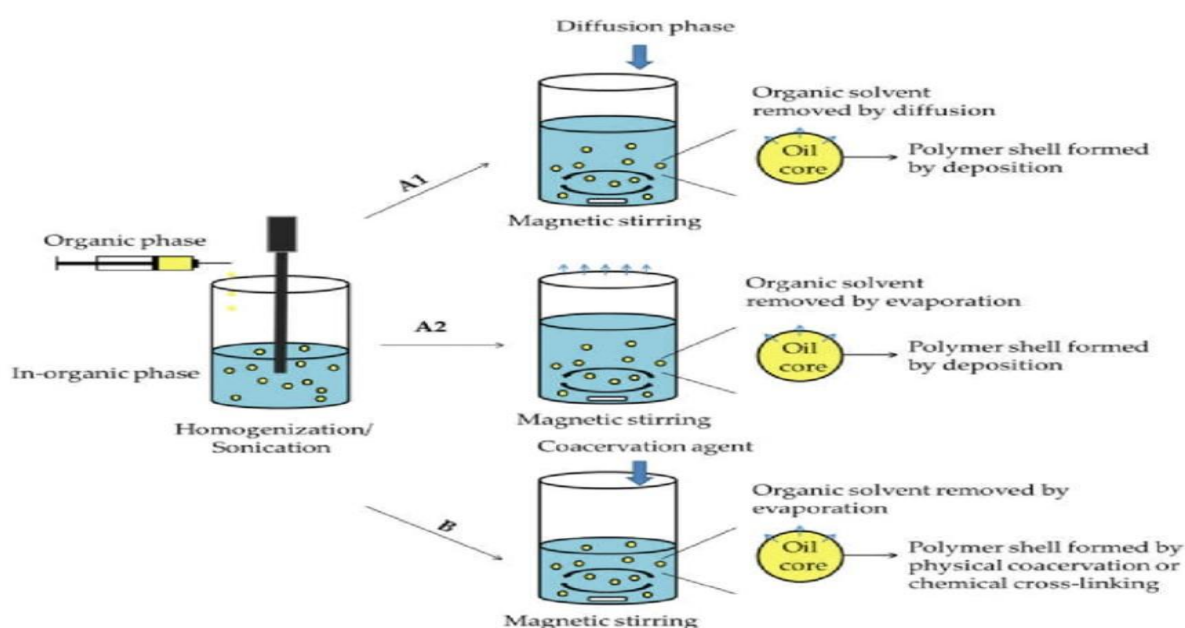 Diffusion phase
Organic solvent
removed by diffusion
Oil
core
Polymer shell formed
by deposition
A1
Magnetic stirring
Organic phase
In-organic phase
Homogenization/
Sonication
A2
Organic solvent
removed by evaporation
Oil
core
Polymer shell formed
by deposition
Magnetic stirring
Coacervation agent
B
Organic solvent removed by
evaporation
Oil
core
Polymer shell formed by
physical coacervation or
chemical cross-linking
Magnetic stirring